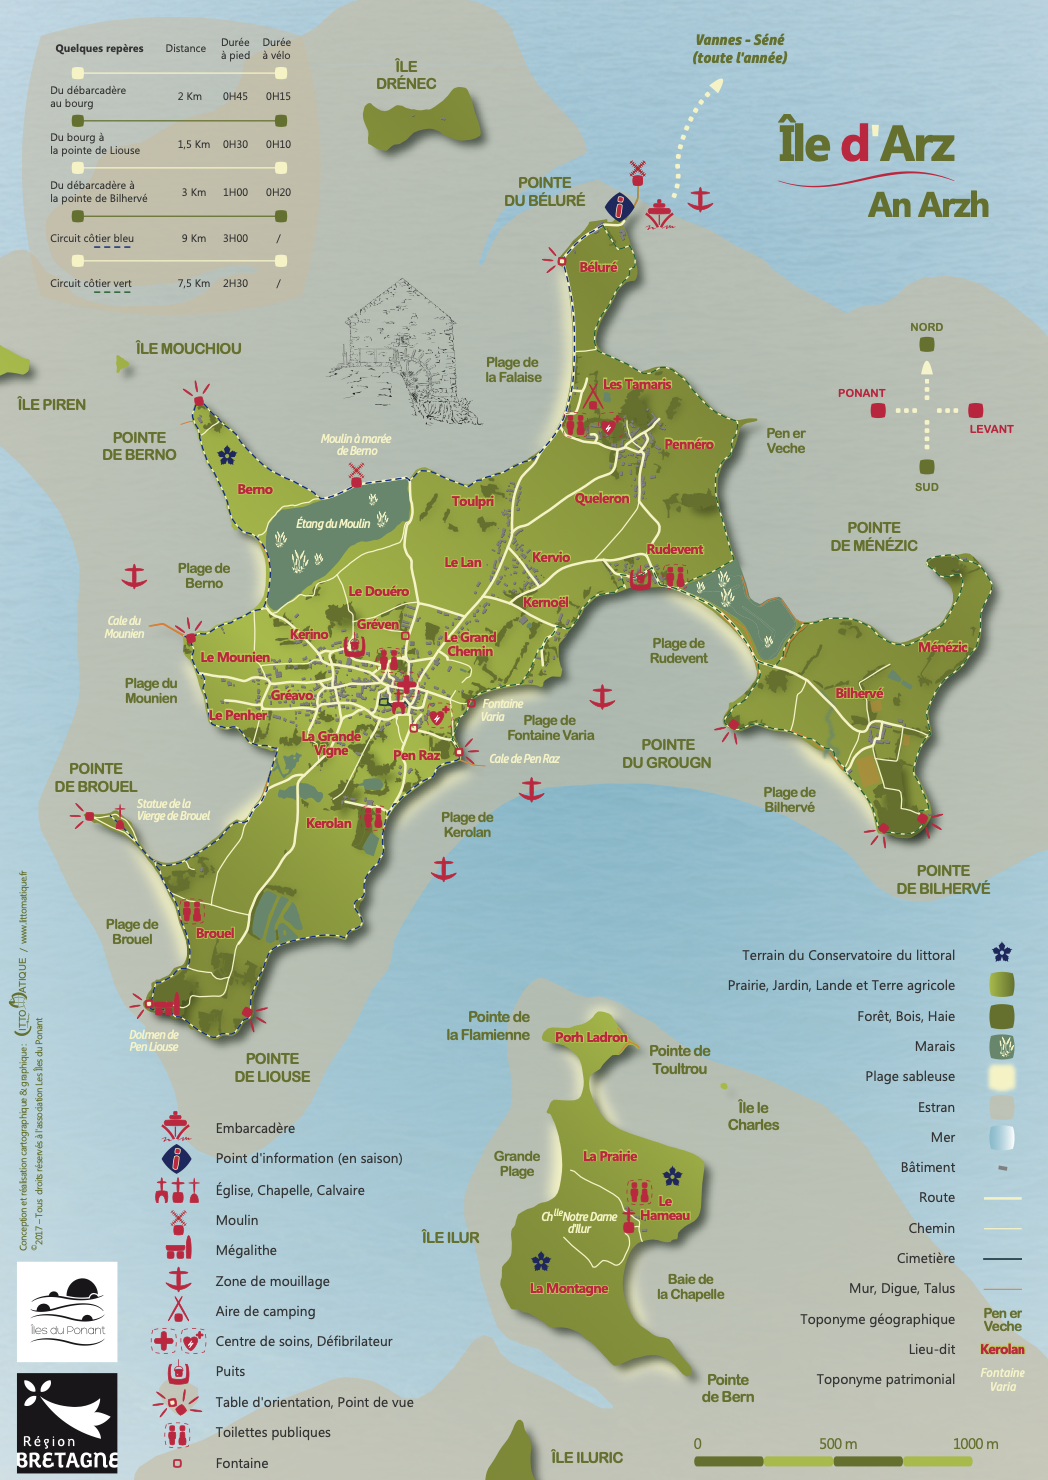 Quelques repères
Distance
Durée
à pied
Durée
à vélo
Du débarcadère
au bourg
2 Km
0H45
0H15
Du bourg à
la pointe de Liouse
1,5 Km
0H30
0H10
Du débarcadère à
la pointe de Bilhervé
3 Km
1H00
0H20
Circuit côtier bleu
9 Km
3H00
/
Circuit côtier vert
7,5 Km
2H30
/
ÎLE
DRÉNEC
Vannes - Séné
(toute l'année)
Île d'Arz
An Arzh
POINTE
DU BÉLURÉ
Béluré
NORD
PONANT
LEVANT
SUD
ÎLE MOUCHIOU
ÎLE PIREN
POINTE
DE BERNO
Plage de
la Falaise
Les Tamaris
Pennéro
Pen er
Veche
Moulin à marée
de Berno
Berno
Toulpri
Queleron
Étang du Moulin
POINTE
DE MÉNÉZIC
Plage de
Berno
Le Lan
Kervio
Rudevent
Le Douéro
Kernoël
Cale du
Mounien
Gréven
Kerino
Le Grand
Chemin
Plage de
Rudevent
Ménézic
Le Mounien
Plage du
Mounien
Gréavo
Bilhervé
Le Penher
Fontaine
Varia
Plage de
Fontaine Varia
La Grande
Vigne
Pen Raz
Cale de Pen Raz
POINTE
DU GROUGN
POINTE
DE BROUEL
Statue de la
Vierge de Brouel
Kerolan
Plage de
Kerolan
Plage de
Bilhervé
POINTE
DE BILHERVÉ
Plage de
Brouel
Brouel
Dolmen de
Pen Liouse
POINTE
DE LIOUSE
Pointe de
la Flamienne
Porh Ladron
Pointe de
Toultrou
Île le
Charles
Grande
Plage
La Prairie
Le
Hameau
Chlle Notre Dame
d'Ilur
ÎLE ILUR
La Montagne
Baie de
la Chapelle
Pointe
de Bern
ÎLE ILURIC
Embarcadère
Point d'information (en saison)
Église, Chapelle, Calvaire
Moulin
Mégalithe
Zone de mouillage
Aire de camping
Centre de soins, Défibrilateur
Puits
Table d'orientation, Point de vue
Toilettes publiques
Fontaine
Terrain du Conservatoire du littoral
Prairie, Jardin, Lande et Terre agricole
Forêt, Bois, Haie
Marais
Plage sableuse
Estran
Mer
Bâtiment
Route
Chemin
Cimetière
Mur, Digue, Talus
Toponyme géographique
Pen er
Veche
Lieu-dit
Kerolan
Toponyme patrimonial
Fontaine
Varia
0
500 m
1000 m
Conception et réalisation cartographique & graphique : LITTOMATIQUE / www.littomatique.fr
©2017 – Tous droits réservés à l'association Les Îles du Ponant
Îles du Ponant
Région
BRETAGNE